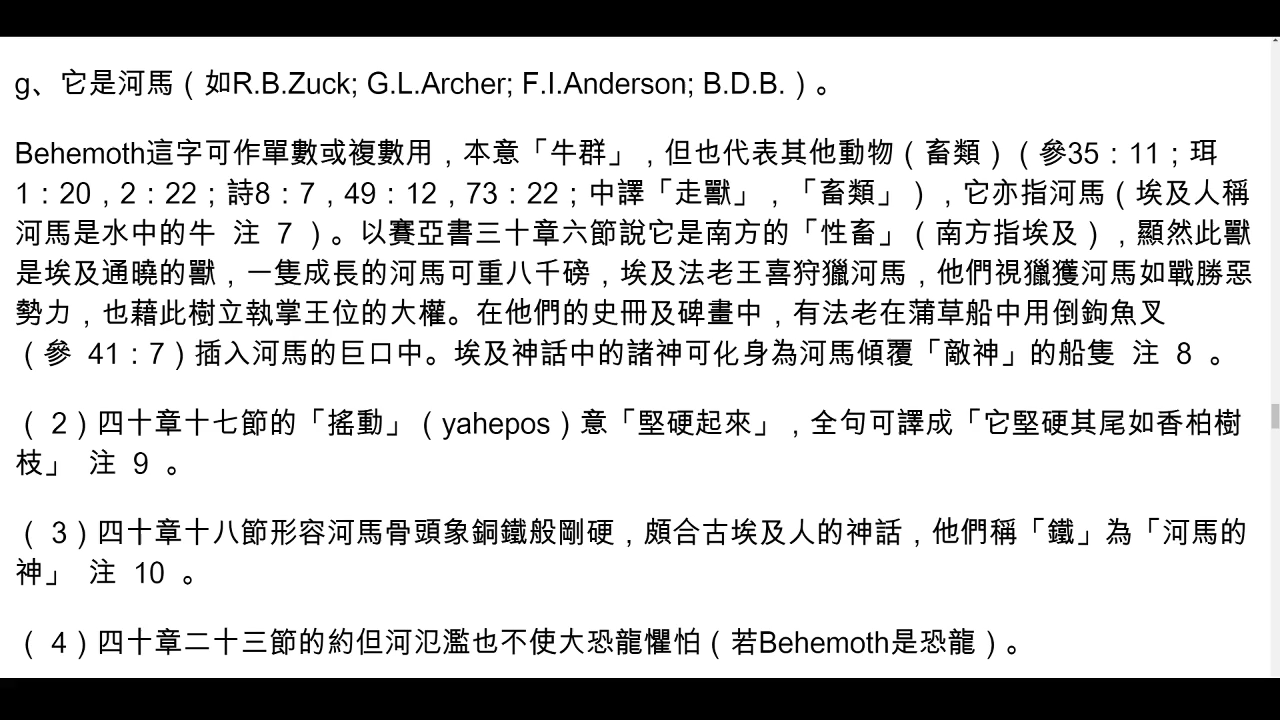 g、它是河馬（如R.B.Zuck; G.L.Archer; F.I.Anderson; B.D.B.）。
Behemoth這字可作單數或複數用，本意「牛群」，但也代表其他動物（畜類）（參35：11；珥
1：20，2：22；詩8：7，49：12，73：22；中譯「走獸」，「畜類」），它亦指河馬（埃及人稱
河馬是水中的牛 注 7 ）。以賽亞書三十章六節說它是南方的「性畜」（南方指埃及），顯然此獸
是埃及通曉的獸，一隻成長的河馬可重八千磅，埃及法老王喜狩獵河馬，他們視獵獲河馬如戰勝惡
勢力，也藉此樹立執掌王位的大權。在他們的史冊及碑畫中，有法老在蒲草船中用倒鉤魚叉
（參 41：7）插入河馬的巨口中。埃及神話中的諸神可化身為河馬傾覆「敵神」的船隻 注 8 。
（ 2）四十章十七節的「搖動」（yahepos）意「堅硬起來」，全句可譯成「它堅硬其尾如香柏樹
枝」 注 9 。
（ 3）四十章十八節形容河馬骨頭象銅鐵般剛硬，頗合古埃及人的神話，他們稱「鐵」為「河馬的
神」 注 10 。
（ 4）四十章二十三節的約但河氾濫也不使大恐龍懼怕（若Behemoth是恐龍）。